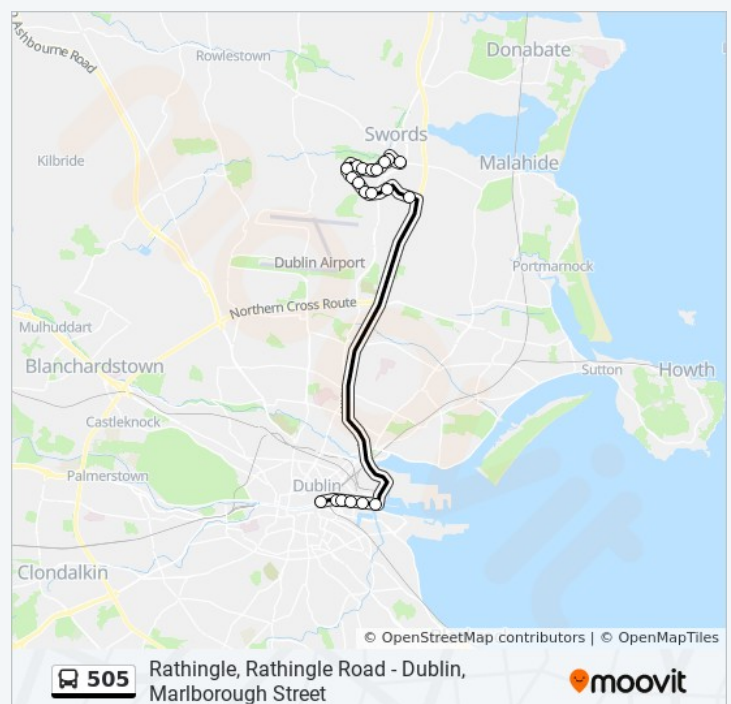 Ashbourne Road
Rowlestown
Donabate
Swords
Kilbride
Malahide
Dublin Airport
Portmarnock
Northern Cross Route
Mulhuddart
Blanchardstown
Sutton
Howth
Castleknock
Palmerstown
Dublin
Clondalkin
© OpenStreetMap contributors | © OpenMapTiles
505
Rathingle, Rathingle Road - Dublin,
Marlborough Street
moovit